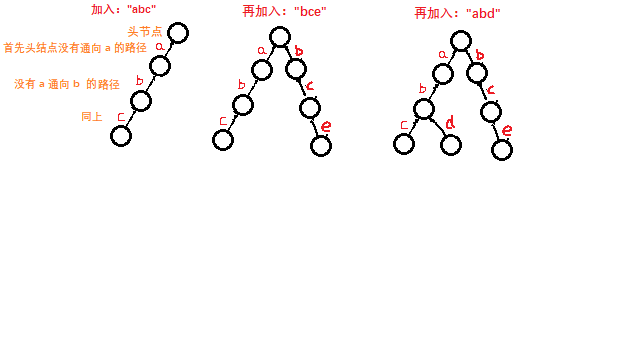 加入："abc"
头节点
首先头结点没有通向 a 的路径
a
没有 a 通向 b 的路径
b
同上
c
再加入："bce"
a
b
b
c
c
e
再加入："abd"
a
b
b
c
c
d
e